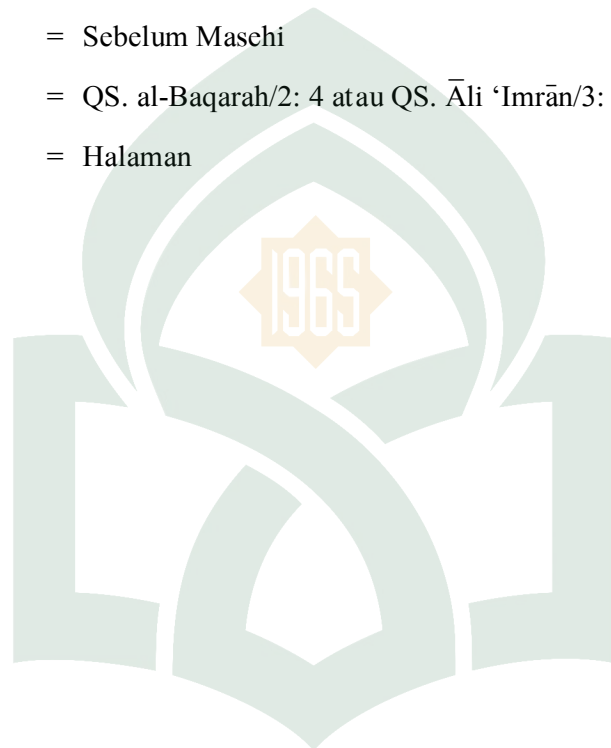 = Sebelum Masehi
= QS. al-Baqarah/2: 4 atau QS. Āli ‘Imrān/3:
= Halaman
1965